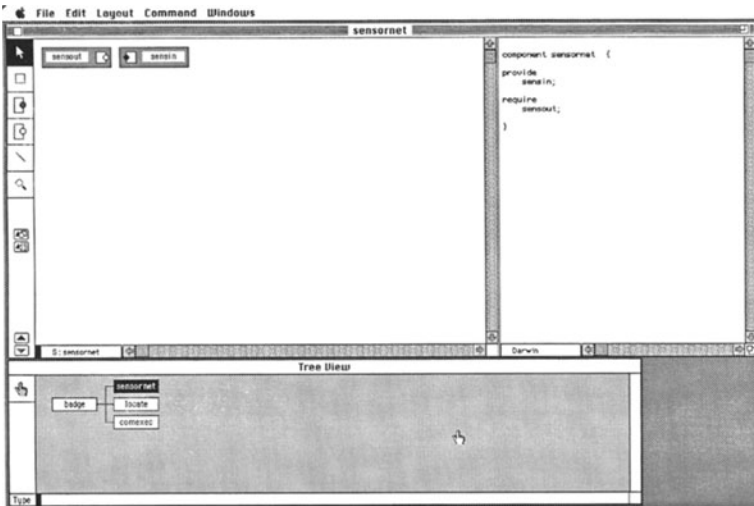 File Edit Layout Command Windows
sensornet
sensout
sensin
component sensornet {
provide
sensin;
require
sensout;
}
S: sensornet
Darwin
Tree View
sensornet
badge
locate
comexec
Type